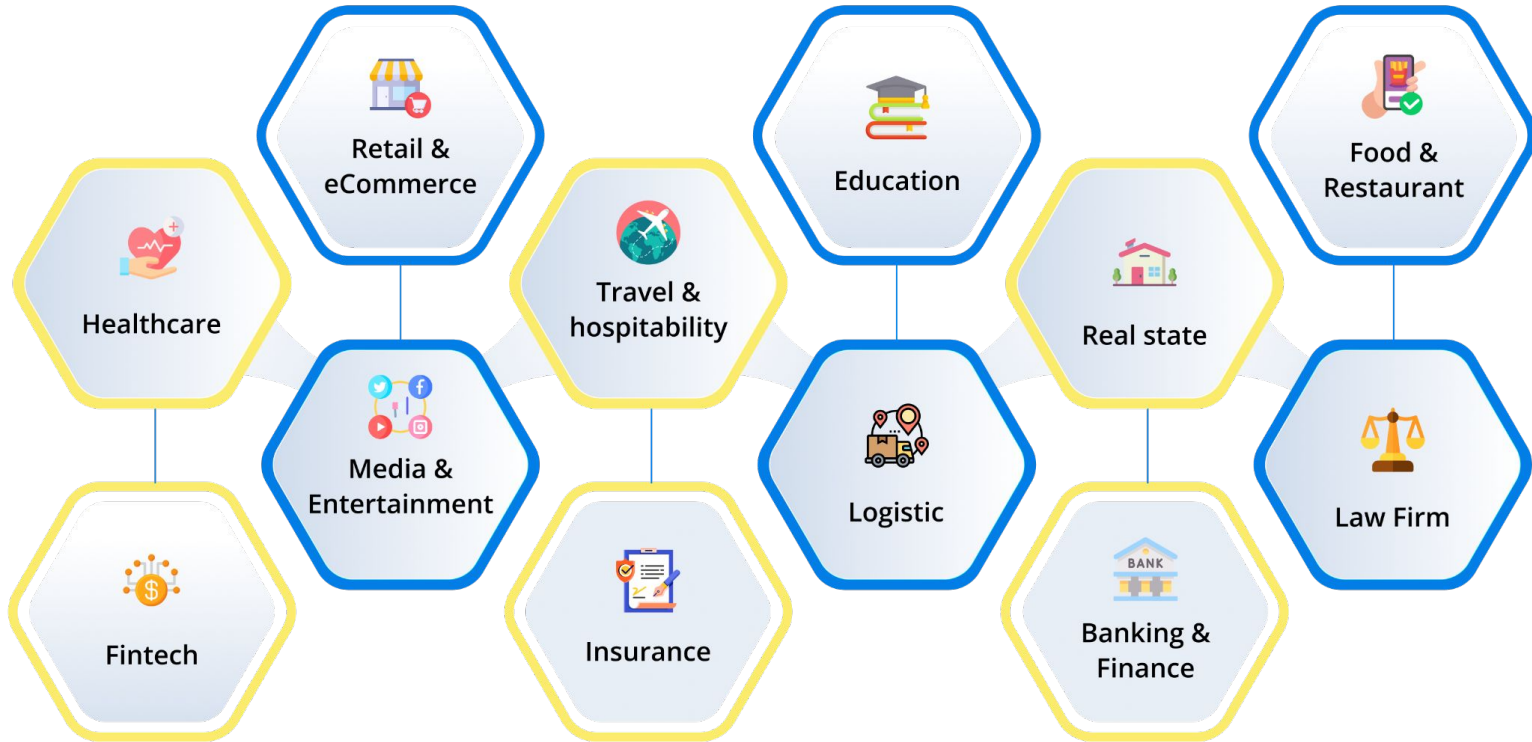 Retail &
eCommerce
Education
Food &
Restaurant
Healthcare
Travel &
hospitability
Real state
Media &
Entertainment
Logistic
Law Firm
Fintech
Insurance
BANK
Banking &
Finance